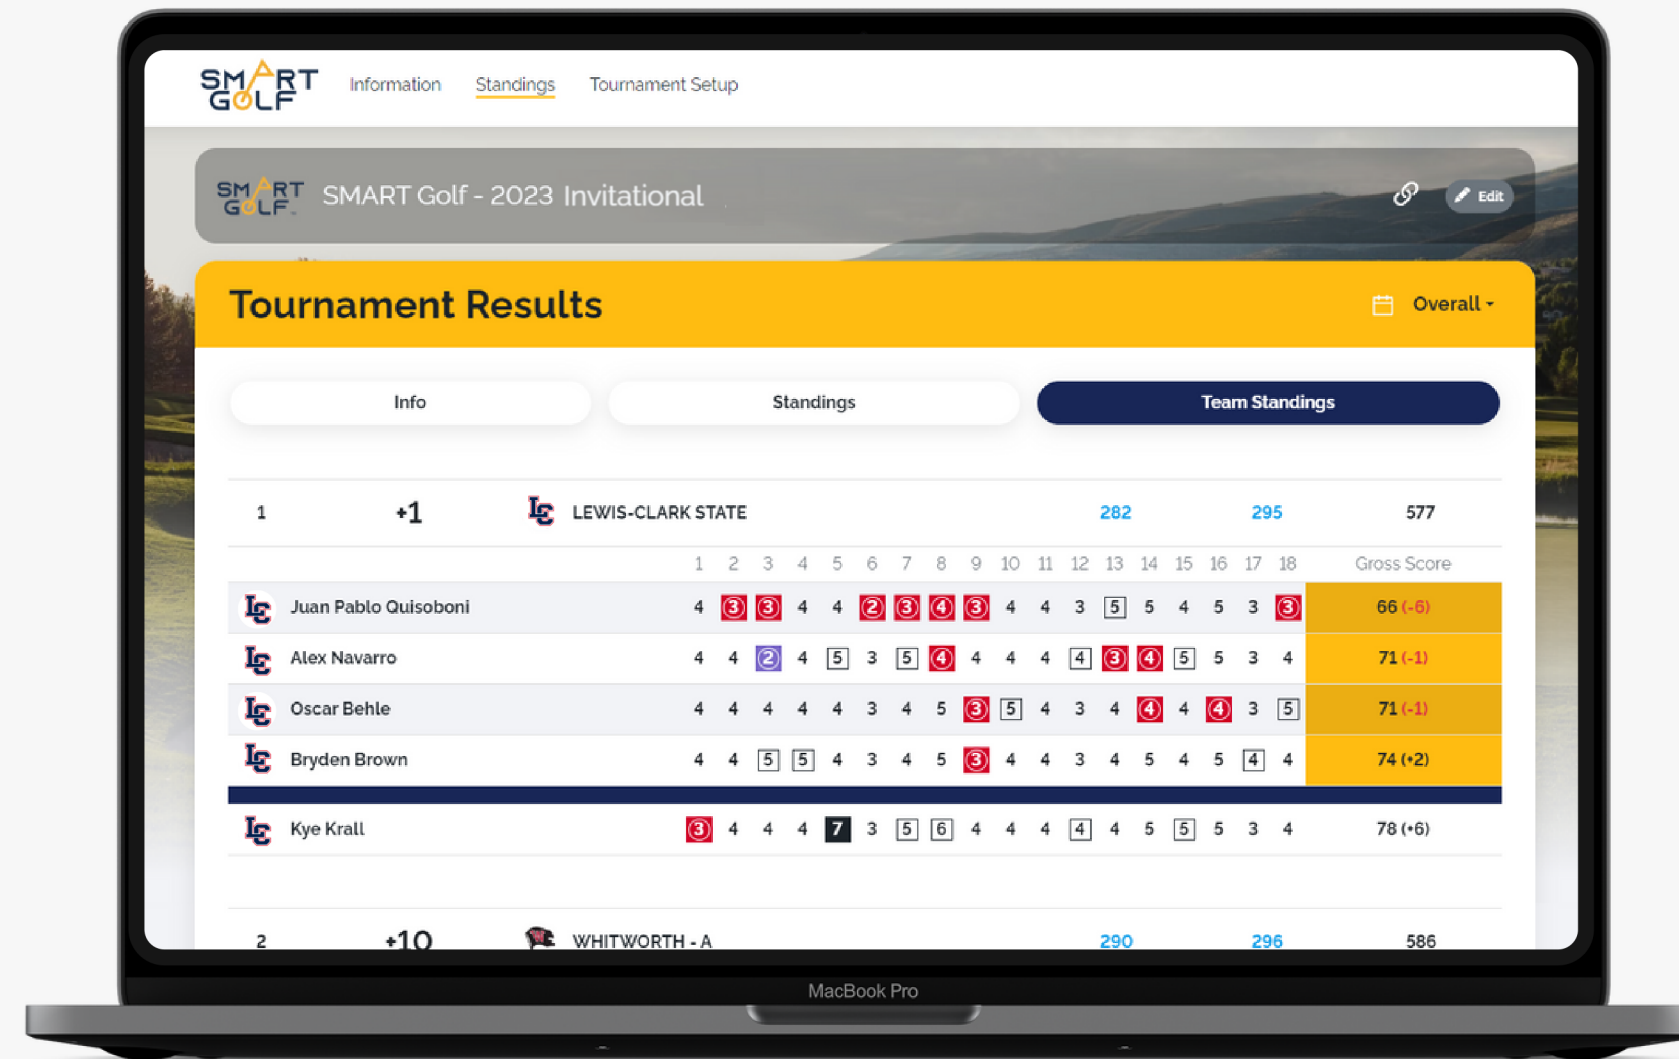 SMART GOLF Information Standings Tournament Setup
SMART GOLF SMART Golf - 2023 Invitational Edit
Tournament Results Overall
Info Standings Team Standings
1 +1 LC LEWIS-CLARK STATE 282 295 577
1 2 3 4 5 6 7 8 9 10 11 12 13 14 15 16 17 18 Gross Score
LC Juan Pablo Quisoboni 4 3 3 4 4 2 3 4 3 4 4 3 5 5 4 5 3 3 66 (-6)
LC Alex Navarro 4 4 2 4 5 3 5 4 4 4 4 4 3 4 5 5 3 4 71 (-1)
LC Oscar Behle 4 4 4 4 4 3 4 5 3 5 4 3 4 4 4 4 3 5 71 (-1)
LC Bryden Brown 4 4 5 5 4 3 4 5 3 4 4 3 4 5 4 5 4 4 74 (+2)
LC Kye Krall 3 4 4 4 7 3 5 6 4 4 4 4 4 5 5 5 3 4 78 (+6)
2 +10 W WHITWORTH - A 290 296 586
MacBook Pro